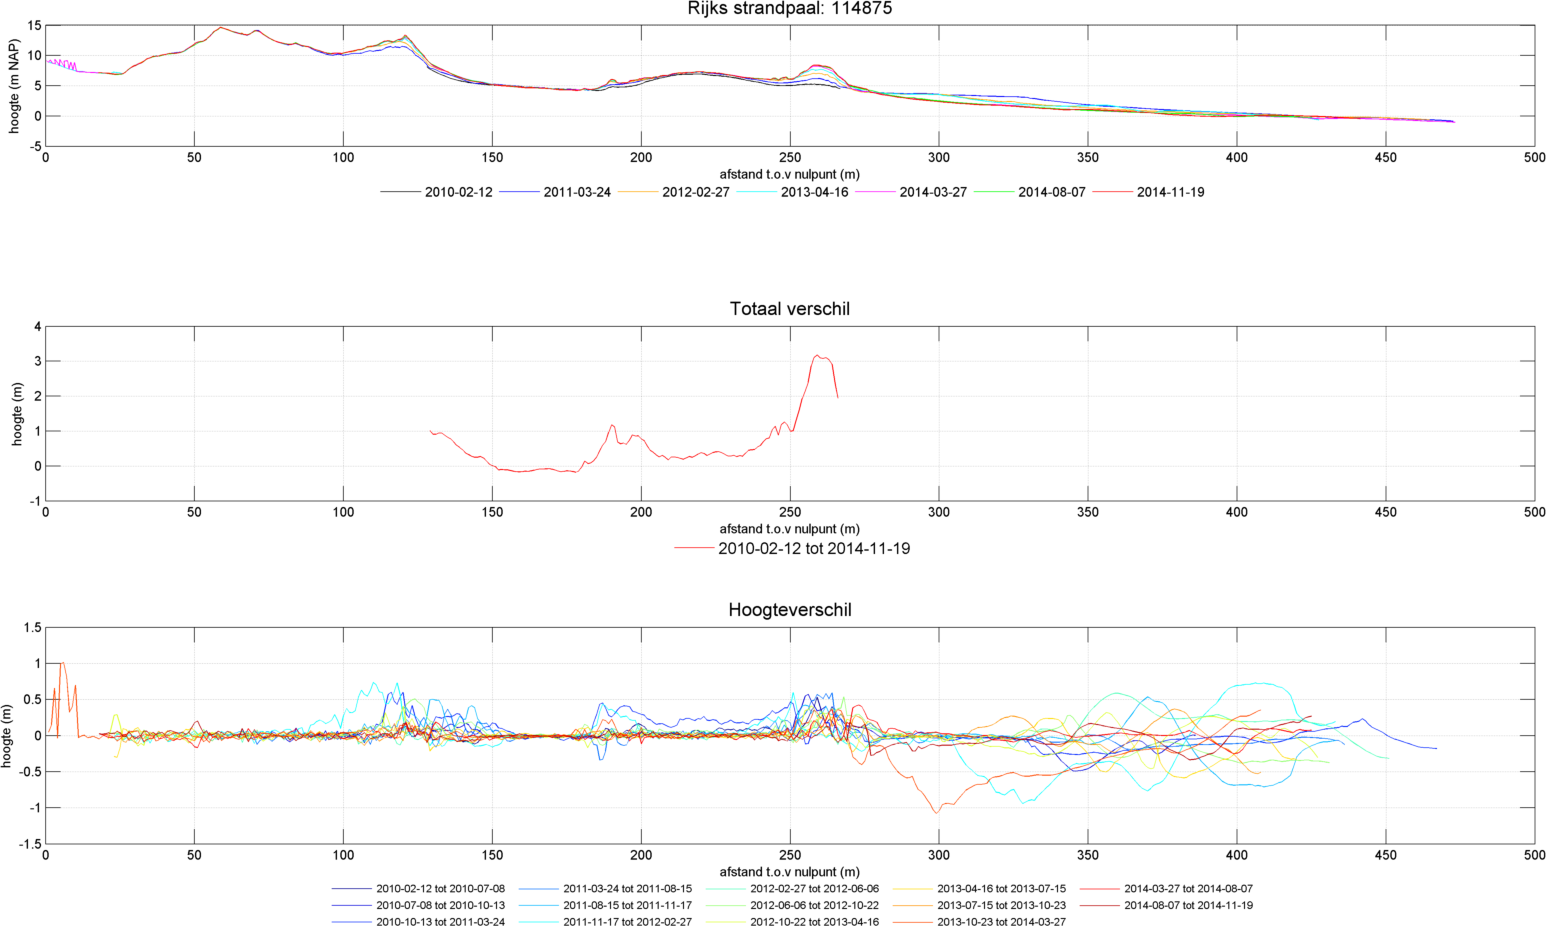 Rijks strandpaal: 114875
hoogte (m NAP)
15
10
5
0
-5
0 50 100 150 200 250 300 350 400 450 500
afstand t.o.v nulpunt (m)
2010-02-12 2011-03-24 2012-02-27 2013-04-16 2014-03-27 2014-08-07 2014-11-19
Totaal verschil
hoogte (m)
4
3
2
1
0
-1
0 50 100 150 200 250 300 350 400 450 500
afstand t.o.v nulpunt (m)
2010-02-12 tot 2014-11-19
Hoogteverschil
hoogte (m)
1.5
1
0.5
0
-0.5
-1
-1.5
0 50 100 150 200 250 300 350 400 450 500
afstand t.o.v nulpunt (m)
2010-02-12 tot 2010-07-08 2011-03-24 tot 2011-08-15 2012-02-27 tot 2012-06-06 2013-04-16 tot 2013-07-15 2014-03-27 tot 2014-08-07
2010-07-08 tot 2010-10-13 2011-08-15 tot 2011-11-17 2012-06-06 tot 2012-10-22 2013-07-15 tot 2013-10-23 2014-08-07 tot 2014-11-19
2010-10-13 tot 2011-03-24 2011-11-17 tot 2012-02-27 2012-10-22 tot 2013-04-16 2013-10-23 tot 2014-03-27